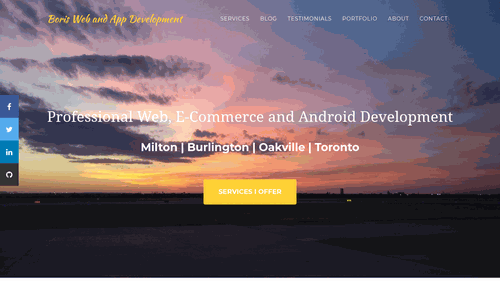 Boris Web and App Development
SERVICES BLOG TESTIMONIALS PORTFOLIO ABOUT CONTACT
Professional Web, E-Commerce and Android Development
Milton | Burlington | Oakville | Toronto
SERVICES I OFFER